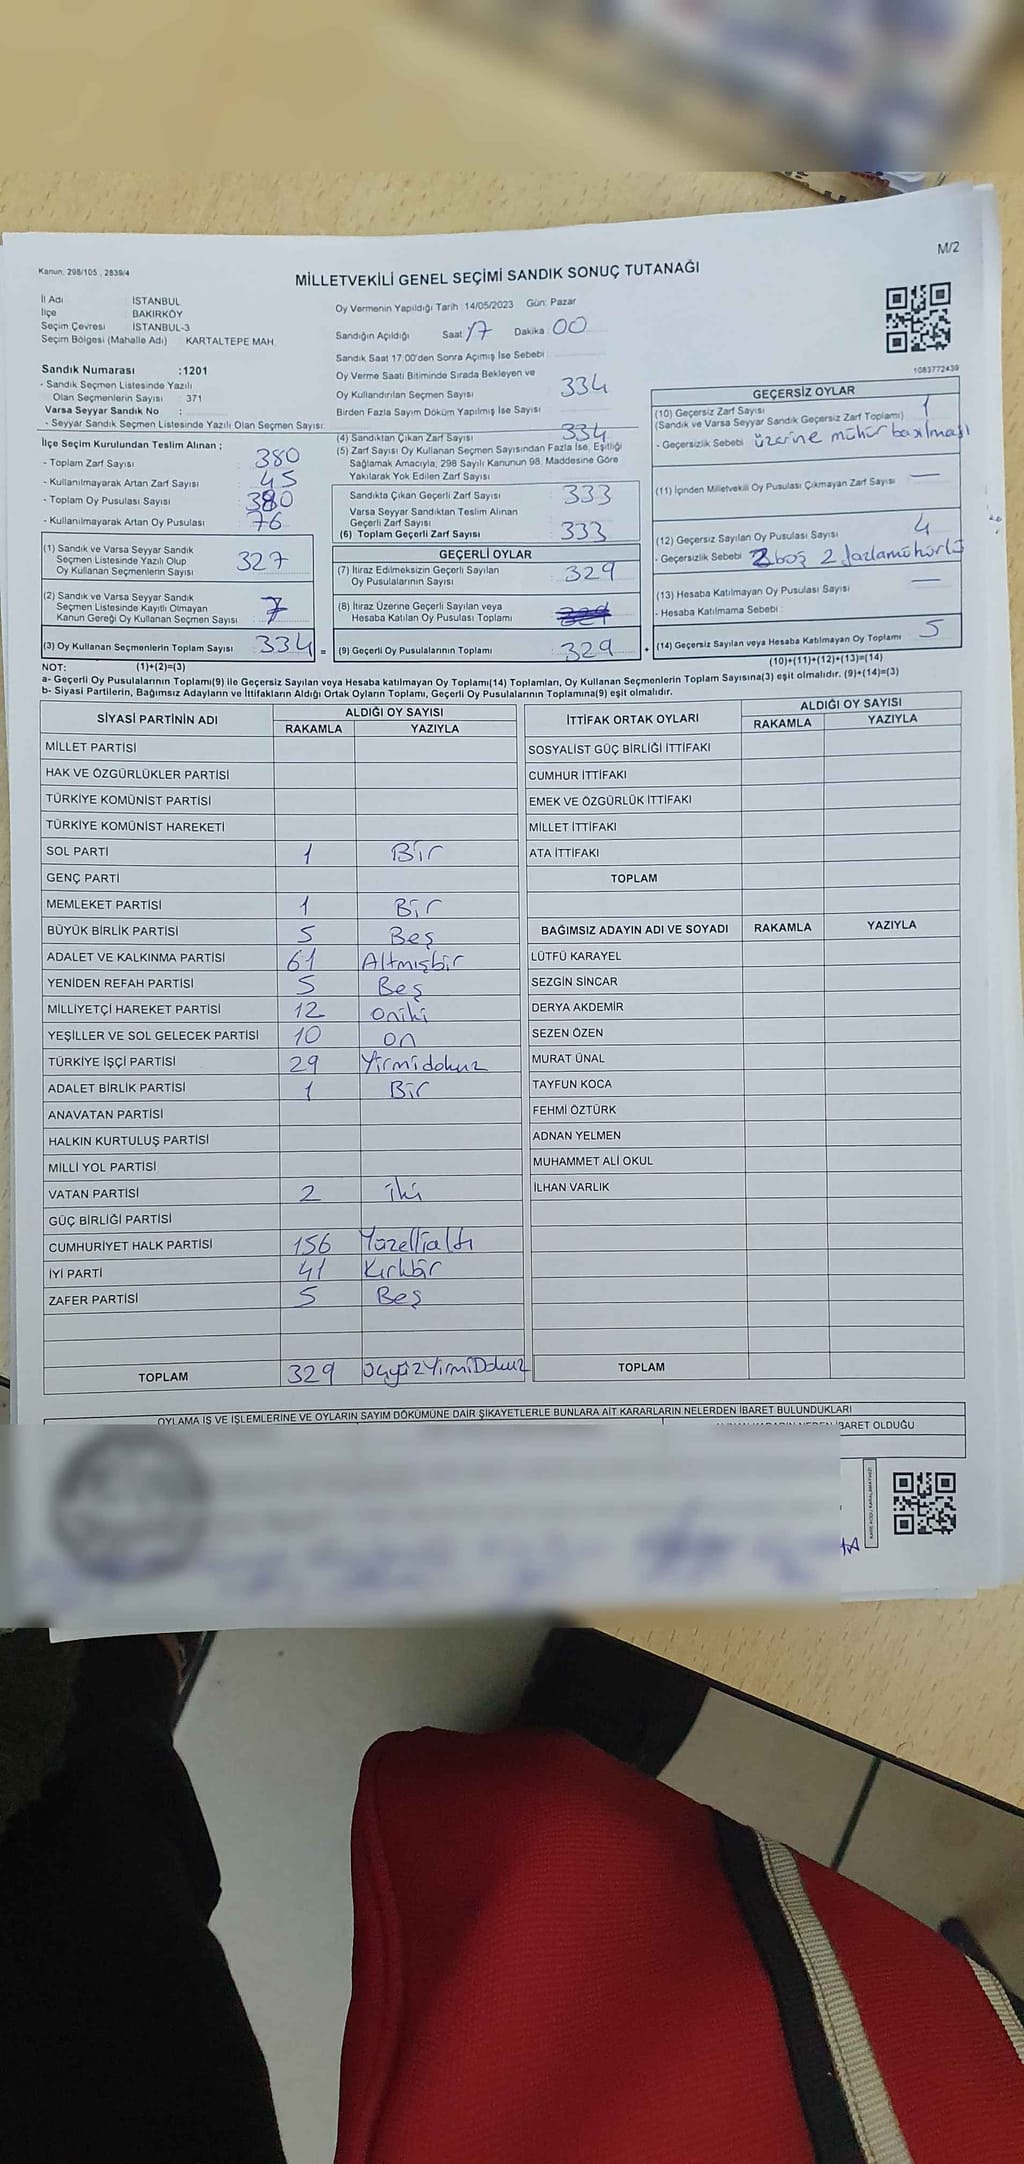 Kanun, 298/105 , 2839/4
M/2
MİLLETVEKİLİ GENEL SEÇİMİ SANDIK SONUÇ TUTANAĞI
İl Adı İSTANBUL
İlçe BAKIRKÖY
Seçim Çevresi İSTANBUL-3
Seçim Bölgesi (Mahalle Adı) KARTALTEPE MAH.
Sandık Numarası :1201
- Sandık Seçmen Listesinde Yazılı
Olan Seçmenlerin Sayısı : 371
Varsa Seyyar Sandık No :
- Seyyar Sandık Seçmen Listesinde Yazılı Olan Seçmen Sayısı:
İlçe Seçim Kurulundan Teslim Alınan ;
- Toplam Zarf Sayısı : 380
- Kullanılmayarak Artan Zarf Sayısı : 45
- Toplam Oy Pusulası Sayısı : 380
- Kullanılmayarak Artan Oy Pusulası : 76
(1) Sandık ve Varsa Seyyar Sandık
Seçmen Listesinde Yazılı Olup
Oy Kullanan Seçmenlerin Sayısı : 327
(2) Sandık ve Varsa Seyyar Sandık
Seçmen Listesinde Kayıtlı Olmayan
Kanun Gereği Oy Kullanan Seçmen Sayısı : 7
(3) Oy Kullanan Seçmenlerin Toplam Sayısı : 334 =
Oy Vermenin Yapıldığı Tarih :14/05/2023 Gün: Pazar
Sandığın Açıldığı Saat 17 Dakika 00
Sandık Saat 17:00'den Sonra Açımış İse Sebebi :
Oy Verme Saati Bitiminde Sırada Bekleyen ve
Oy Kullandırılan Seçmen Sayısı : 334
Birden Fazla Sayım Döküm Yapılmış İse Sayısı :
(4) Sandıktan Çıkan Zarf Sayısı : 334
(5) Zarf Sayısı Oy Kullanan Seçmen Sayısından Fazla İse, Eşitliği
Sağlamak Amacıyla, 298 Sayılı Kanunun 98. Maddesine Göre
Yakılarak Yok Edilen Zarf Sayısı :
Sandıkta Çıkan Geçerli Zarf Sayısı : 333
Varsa Seyyar Sandıktan Teslim Alınan
Geçerli Zarf Sayısı :
(6) Toplam Geçerli Zarf Sayısı : 333
GEÇERLİ OYLAR
(7) İtiraz Edilmeksizin Geçerli Sayılan
Oy Pusulalarının Sayısı : 329
(8) İtiraz Üzerine Geçerli Sayılan veya
Hesaba Katılan Oy Pusulası Toplamı :
(9) Geçerli Oy Pusulalarının Toplamı : 329 +
1083772439
GEÇERSİZ OYLAR
(10) Geçersiz Zarf Sayısı : 1
(Sandık ve Varsa Seyyar Sandık Geçersiz Zarf Toplamı)
- Geçersizlik Sebebi : üzerine mühür basılması
(11) İçinden Milletvekili Oy Pusulası Çıkmayan Zarf Sayısı : —
(12) Geçersiz Sayılan Oy Pusulası Sayısı : 4
- Geçersizlik Sebebi : 2 boş 2 fazla mühürlü
(13) Hesaba Katılmayan Oy Pusulası Sayısı : —
- Hesaba Katılmama Sebebi :
(14) Geçersiz Sayılan veya Hesaba Katılmayan Oy Toplamı : 5
NOT: (1)+(2)=(3)
(10)+(11)+(12)+(13)=(14)
a- Geçerli Oy Pusulalarının Toplamı(9) ile Geçersiz Sayılan veya Hesaba katılmayan Oy Toplamı(14) Toplamları, Oy Kullanan Seçmenlerin Toplam Sayısına(3) eşit olmalıdır. (9)+(14)=(3)
b- Siyasi Partilerin, Bağımsız Adayların ve İttifakların Aldığı Ortak Oyların Toplamı, Geçerli Oy Pusulalarının Toplamına(9) eşit olmalıdır.
SİYASİ PARTİNİN ADI ALDIĞI OY SAYISI
RAKAMLA YAZIYLA
MİLLET PARTİSİ
HAK VE ÖZGÜRLÜKLER PARTİSİ
TÜRKİYE KOMÜNİST PARTİSİ
TÜRKİYE KOMÜNİST HAREKETİ
SOL PARTİ 1 Bir
GENÇ PARTİ
MEMLEKET PARTİSİ 1 Bir
BÜYÜK BİRLİK PARTİSİ 5 Beş
ADALET VE KALKINMA PARTİSİ 61 Altmışbir
YENİDEN REFAH PARTİSİ 5 Beş
MİLLİYETÇİ HAREKET PARTİSİ 12 Oniki
YEŞİLLER VE SOL GELECEK PARTİSİ 10 On
TÜRKİYE İŞÇİ PARTİSİ 29 Yirmidokuz
ADALET BİRLİK PARTİSİ 1 Bir
ANAVATAN PARTİSİ
HALKIN KURTULUŞ PARTİSİ
MİLLİ YOL PARTİSİ
VATAN PARTİSİ 2 İki
GÜÇ BİRLİĞİ PARTİSİ
CUMHURİYET HALK PARTİSİ 156 Yüzellialtı
İYİ PARTİ 41 Kırkbir
ZAFER PARTİSİ 5 Beş
TOPLAM 329 ÜçyüzYirmiDokuz
İTTİFAK ORTAK OYLARI ALDIĞI OY SAYISI
RAKAMLA YAZIYLA
SOSYALİST GÜÇ BİRLİĞİ İTTİFAKI
CUMHUR İTTİFAKI
EMEK VE ÖZGÜRLÜK İTTİFAKI
MİLLET İTTİFAKI
ATA İTTİFAKI
TOPLAM
BAĞIMSIZ ADAYIN ADI VE SOYADI RAKAMLA YAZIYLA
LÜTFÜ KARAYEL
SEZGİN SİNCAR
DERYA AKDEMİR
SEZEN ÖZEN
MURAT ÜNAL
TAYFUN KOCA
FEHMİ ÖZTÜRK
ADNAN YELMEN
MUHAMMET ALİ OKUL
İLHAN VARLIK
TOPLAM
OYLAMA İŞ VE İŞLEMLERİNE VE OYLARIN SAYIM DÖKÜMÜNE DAİR ŞİKAYETLERLE BUNLARA AİT KARARLARIN NELERDEN İBARET BULUNDUKLARI
İBARET OLDUĞU